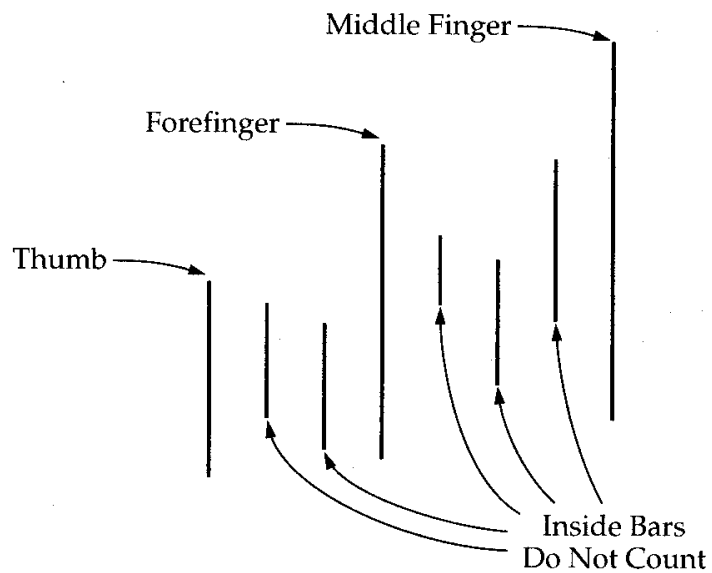 Middle Finger
Forefinger
Thumb
Inside Bars
Do Not Count